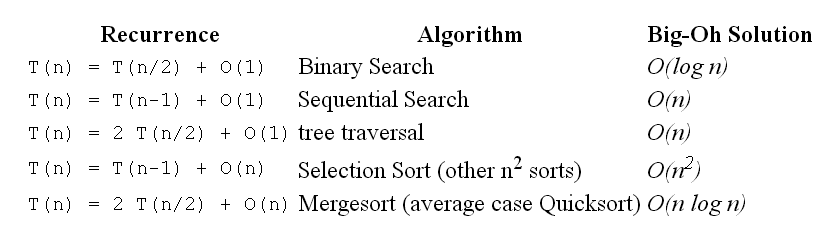 Recurrence Algorithm Big-Oh Solution
T(n) = T(n/2) + O(1) Binary Search O(log n)
T(n) = T(n-1) + O(1) Sequential Search O(n)
T(n) = 2 T(n/2) + O(1) tree traversal O(n)
T(n) = T(n-1) + O(n) Selection Sort (other n² sorts) O(n²)
T(n) = 2 T(n/2) + O(n) Mergesort (average case Quicksort) O(n log n)